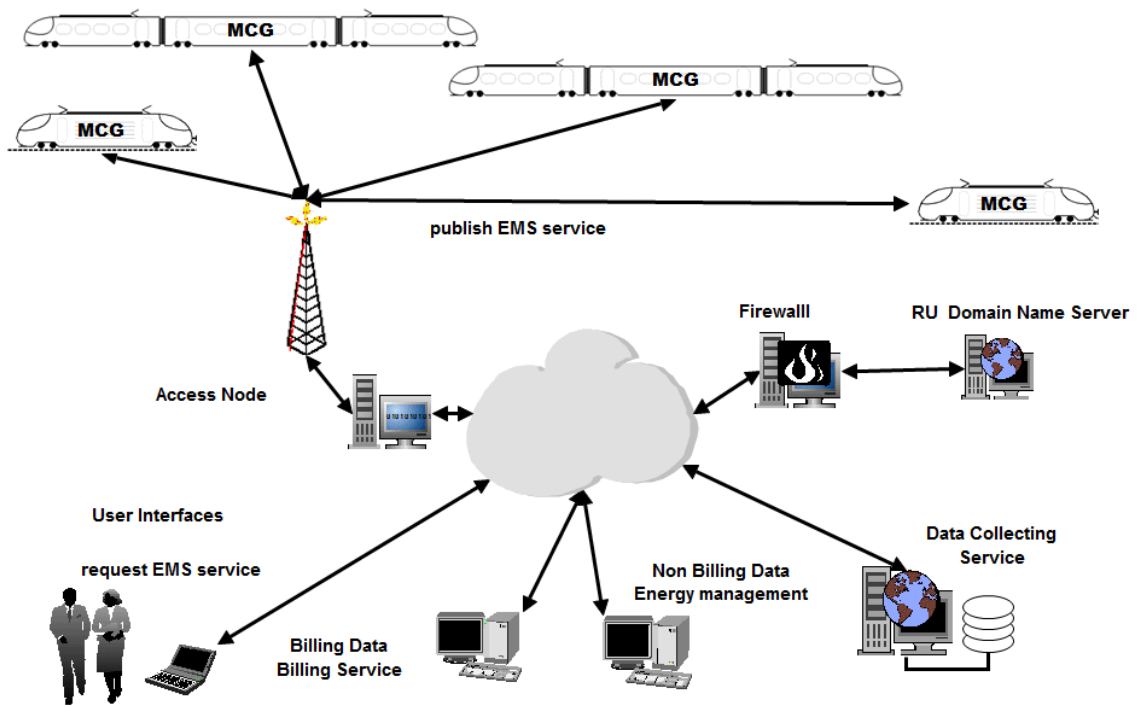 MCG
MCG
MCG
MCG
publish EMS service
Firewalll
RU Domain Name Server
Access Node
User Interfaces
request EMS service
Billing Data
Billing Service
Non Billing Data
Energy management
Data Collecting
Service